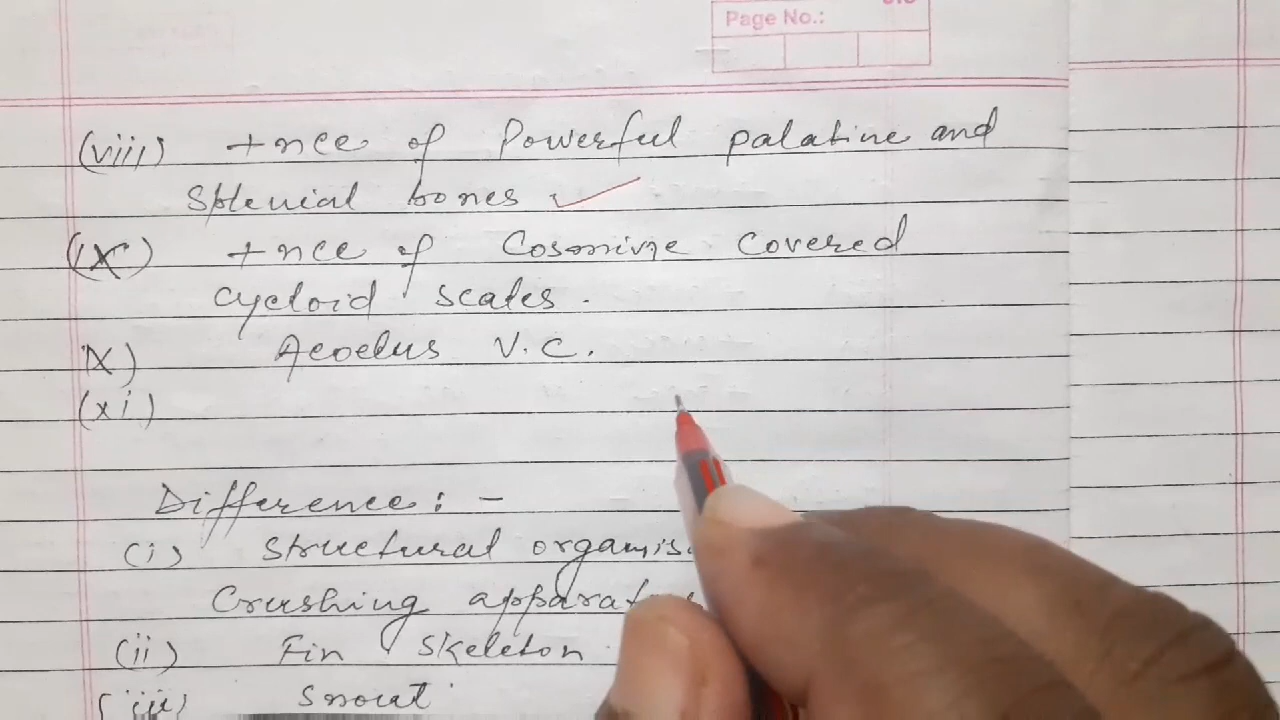 Page No.:
(viii) +nce of Powerful palatine and
Splenial bones ✓
(ix) +nce of Cosmine Covered
cycloid scales.
x) Acoelus V.C.
(xi)
Difference: -
(i) Structural organis
Crushing apparatus
(ii) Fin skeleton
(iii) Snout